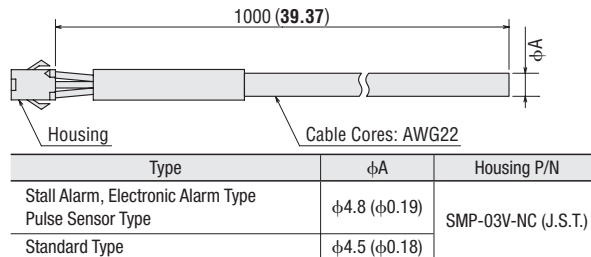 1000 (39.37)
ϕA
Housing
Cable Cores: AWG22
Type ϕA Housing P/N
Stall Alarm, Electronic Alarm Type
Pulse Sensor Type
ϕ4.8 (ϕ0.19)
SMP-03V-NC (J.S.T.)
Standard Type ϕ4.5 (ϕ0.18)